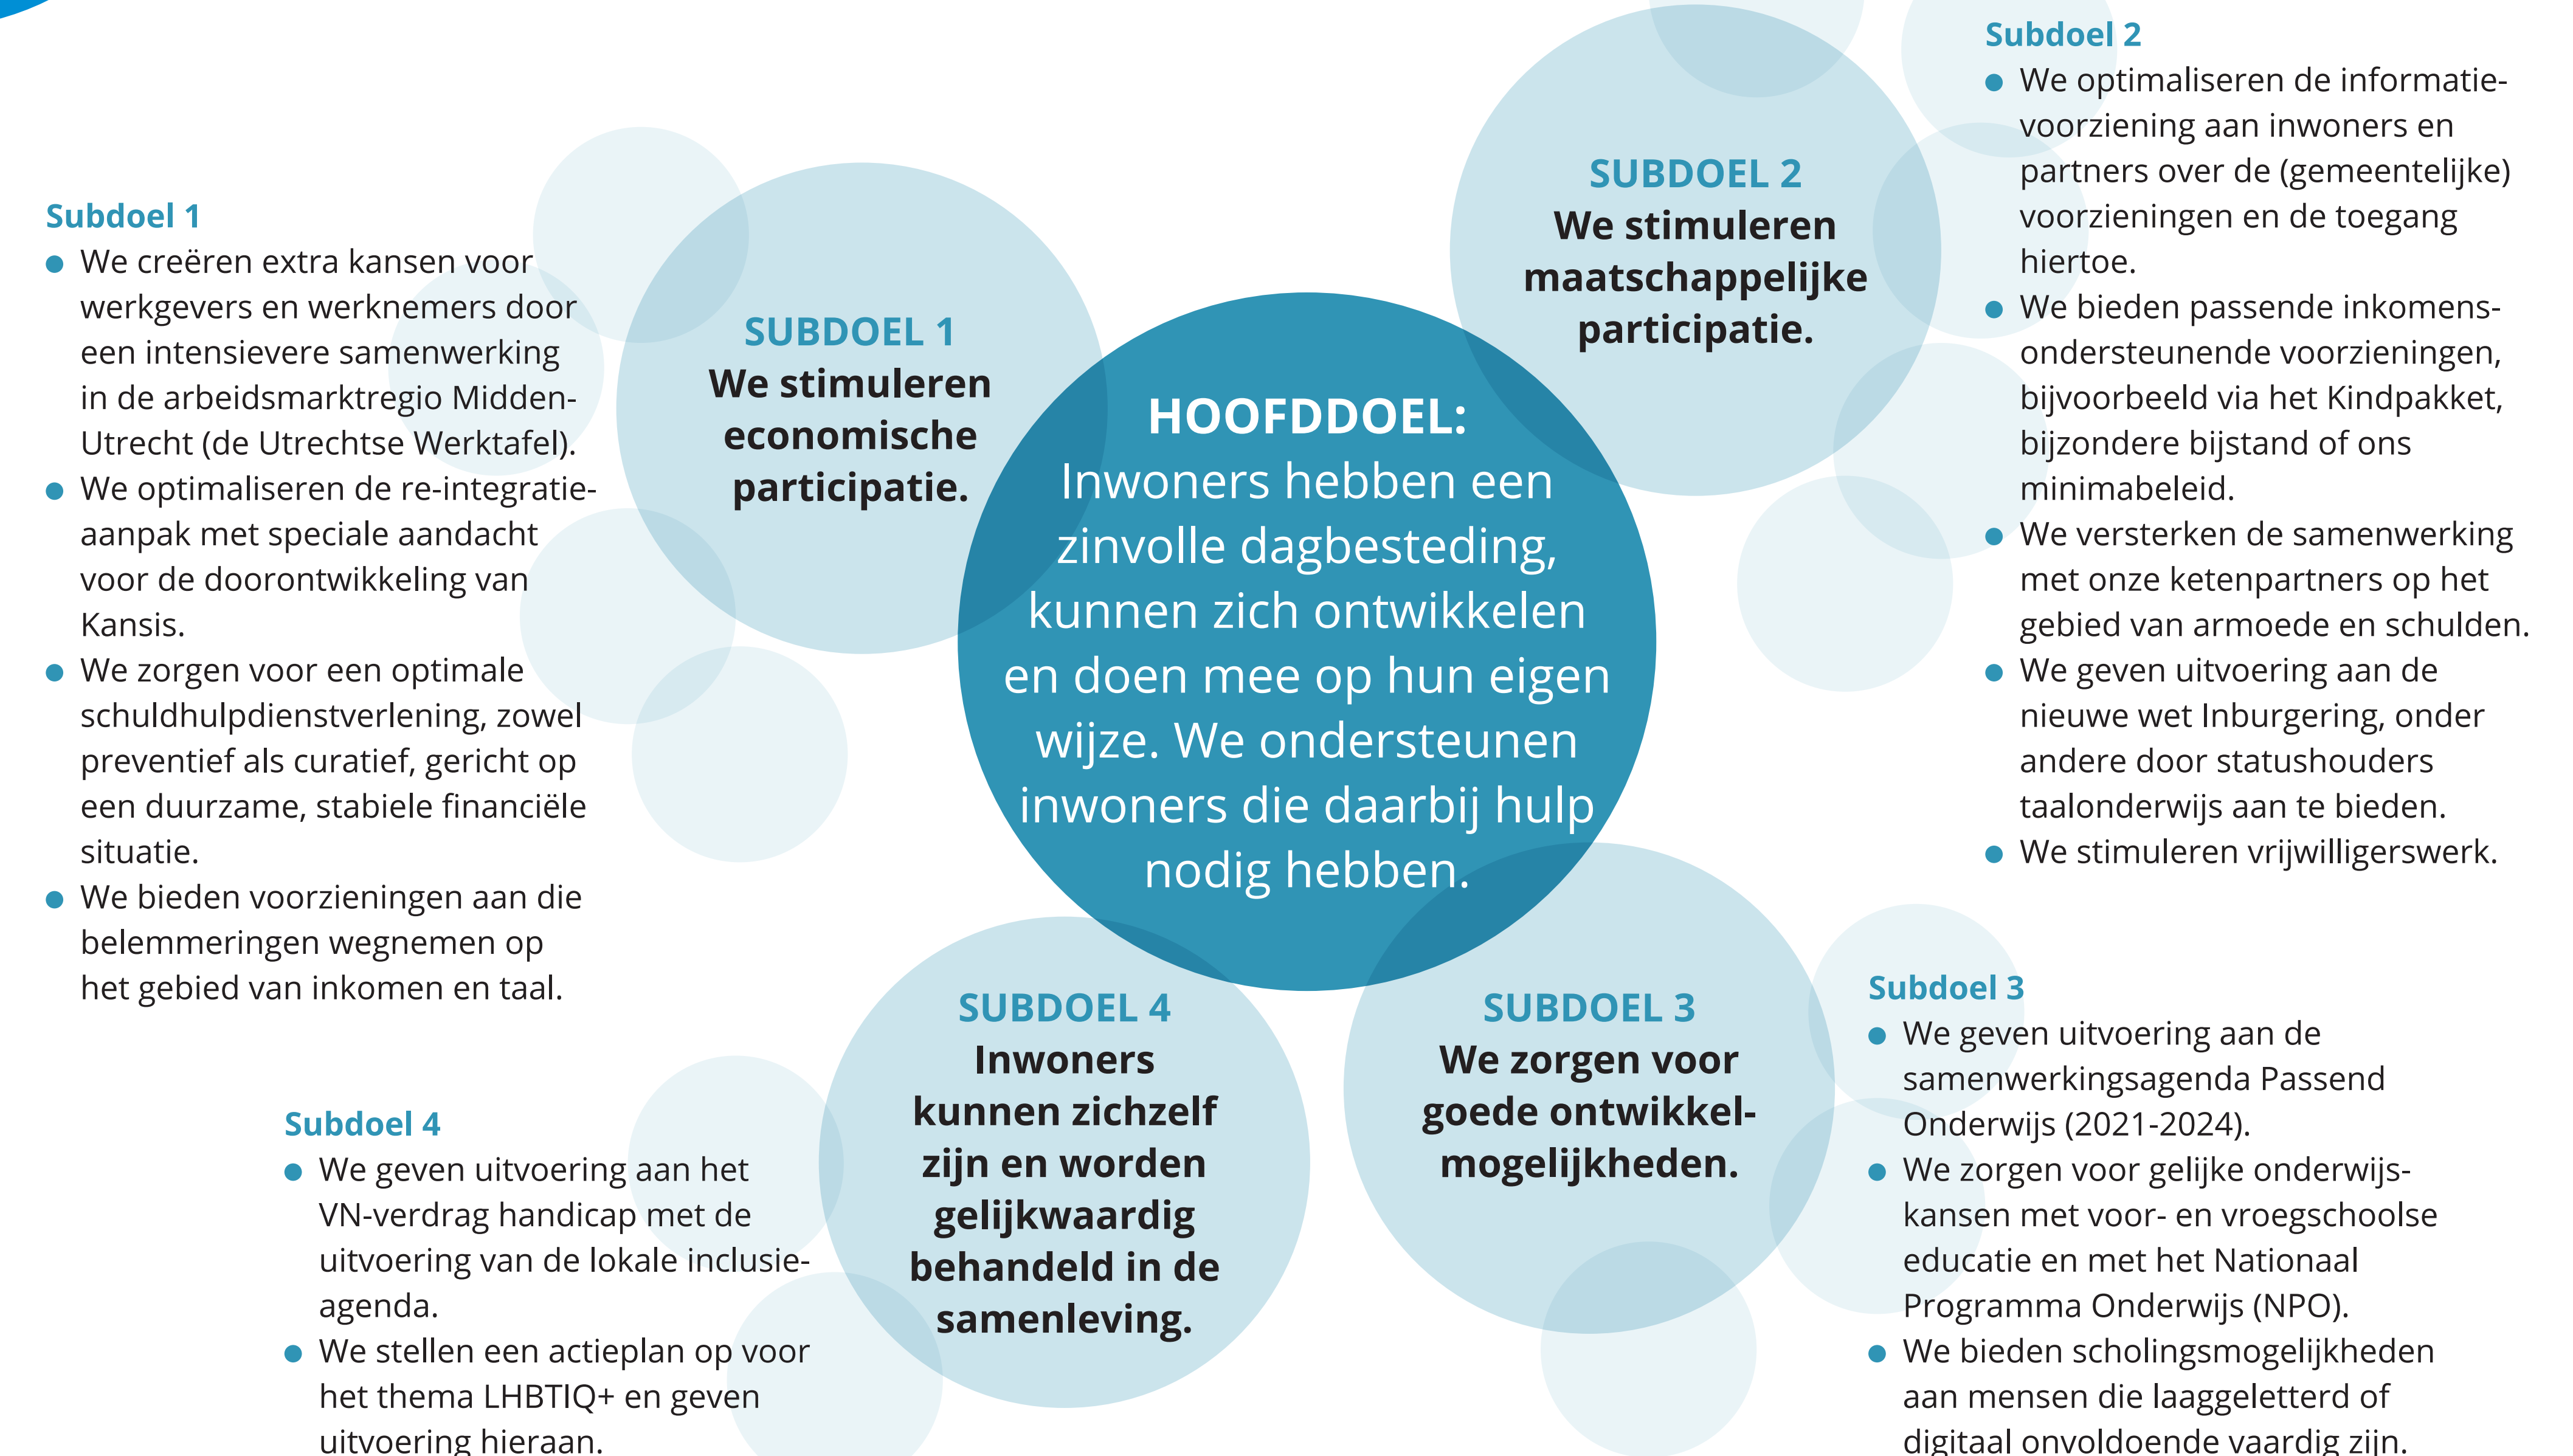 Subdoel 1
We creëren extra kansen voor
werkgevers en werknemers door
een intensievere samenwerking
in de arbeidsmarktregio Midden-
Utrecht (de Utrechtse Werktafel).
We optimaliseren de re-integratie-
aanpak met speciale aandacht
voor de doorontwikkeling van
Kansis.
We zorgen voor een optimale
schuldhulpdienstverlening, zowel
preventief als curatief, gericht op
een duurzame, stabiele financiële
situatie.
We bieden voorzieningen aan die
belemmeringen wegnemen op
het gebied van inkomen en taal.
SUBDOEL 1
We stimuleren
economische
participatie.
HOOFDDOEL:
Inwoners hebben een
zinvolle dagbesteding,
kunnen zich ontwikkelen
en doen mee op hun eigen
wijze. We ondersteunen
inwoners die daarbij hulp
nodig hebben.
SUBDOEL 2
We stimuleren
maatschappelijke
participatie.
Subdoel 2
We optimaliseren de informatie-
voorziening aan inwoners en
partners over de (gemeentelijke)
voorzieningen en de toegang
hiertoe.
We bieden passende inkomens-
ondersteunende voorzieningen,
bijvoorbeeld via het Kindpakket,
bijzondere bijstand of ons
minimabeleid.
We versterken de samenwerking
met onze ketenpartners op het
gebied van armoede en schulden.
We geven uitvoering aan de
nieuwe wet Inburgering, onder
andere door statushouders
taalonderwijs aan te bieden.
We stimuleren vrijwilligerswerk.
Subdoel 4
We geven uitvoering aan het
VN-verdrag handicap met de
uitvoering van de lokale inclusie-
agenda.
We stellen een actieplan op voor
het thema LHBTIQ+ en geven
uitvoering hieraan.
SUBDOEL 4
Inwoners
kunnen zichzelf
zijn en worden
gelijkwaardig
behandeld in de
samenleving.
SUBDOEL 3
We zorgen voor
goede ontwikkel-
mogelijkheden.
Subdoel 3
We geven uitvoering aan de
samenwerkingsagenda Passend
Onderwijs (2021-2024).
We zorgen voor gelijke onderwijs-
kansen met voor- en vroegschoolse
educatie en met het Nationaal
Programma Onderwijs (NPO).
We bieden scholingsmogelijkheden
aan mensen die laaggeletterd of
digitaal onvoldoende vaardig zijn.